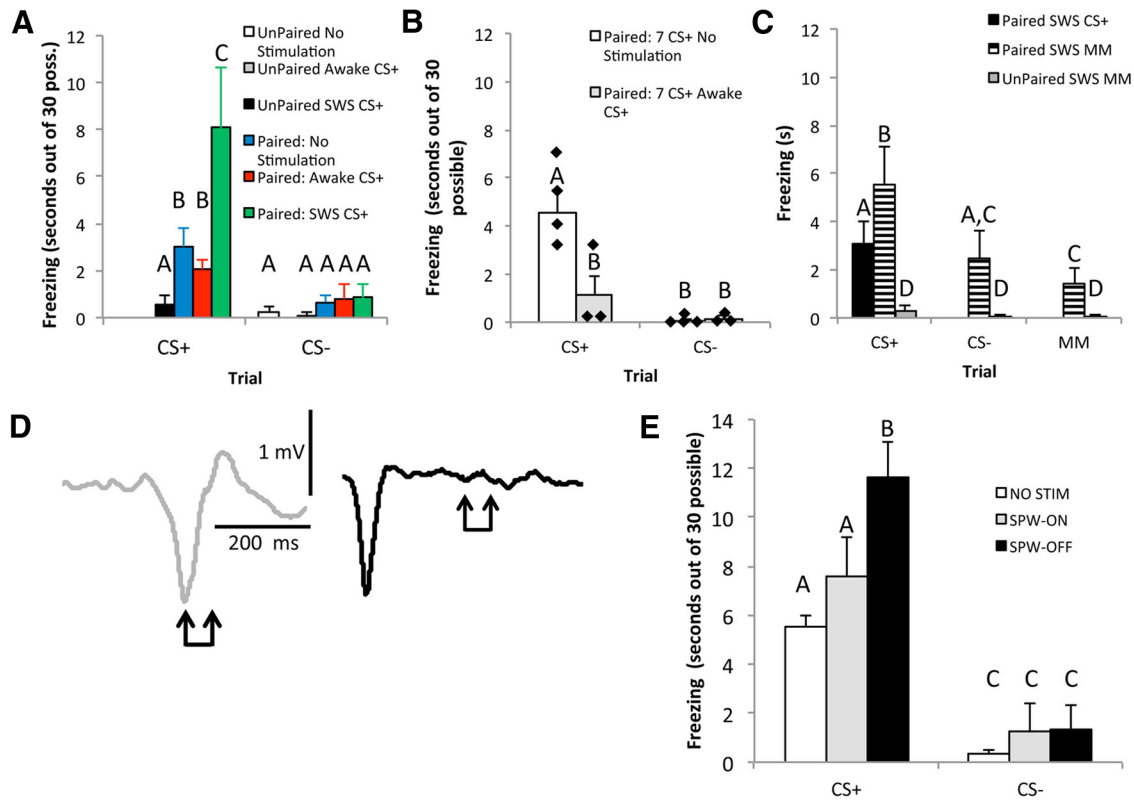 A
Freezing (seconds out of 30 poss.)
12
10
8
6
4
2
0
A
B
B
C
A
A
A
A
A
CS+
CS-
Trial
UnPaired No
Stimulation
UnPaired Awake CS+
UnPaired SWS CS+
Paired: No
Stimulation
Paired: Awake CS+
Paired: SWS CS+
B
Freezing (seconds out of 30
possible)
12
10
8
6
4
2
0
A
B
B
B
CS+
CS-
Trial
Paired: 7 CS+ No
Stimulation
Paired: 7 CS+ Awake
CS+
C
Freezing (s)
12
10
8
6
4
2
0
A
B
D
A,C
D
C
D
CS+
CS-
MM
Trial
Paired SWS CS+
Paired SWS MM
UnPaired SWS MM
D
1 mV
200 ms
E
Freezing (seconds out of 30 possible)
14
12
10
8
6
4
2
0
A
A
B
C
C
C
CS+
CS-
NO STIM
SPW-ON
SPW-OFF